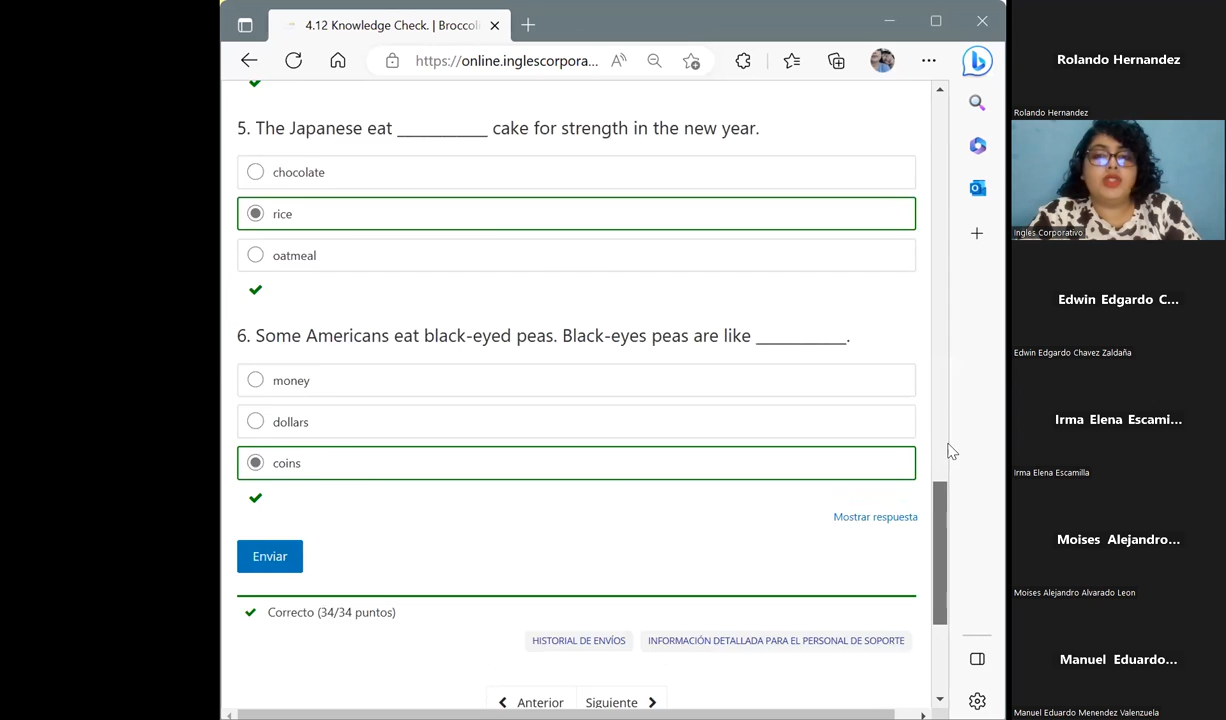 4.12 Knowledge Check. | Broccoli
https://online.inglescorpora...
5. The Japanese eat ___________ cake for strength in the new year.
chocolate
rice
oatmeal
6. Some Americans eat black-eyed peas. Black-eyes peas are like ___________.
money
dollars
coins
Mostrar respuesta
Enviar
Correcto (34/34 puntos)
HISTORIAL DE ENVÍOS
INFORMACIÓN DETALLADA PARA EL PERSONAL DE SOPORTE
Anterior
Siguiente
Rolando Hernandez
Rolando Hernandez
Inglés Corporativo
Edwin Edgardo C...
Edwin Edgardo Chavez Zaldaña
Irma Elena Escami...
Irma Elena Escamilla
Moises Alejandro...
Moises Alejandro Alvarado Leon
Manuel Eduardo...
Manuel Eduardo Menendez Valenzuela